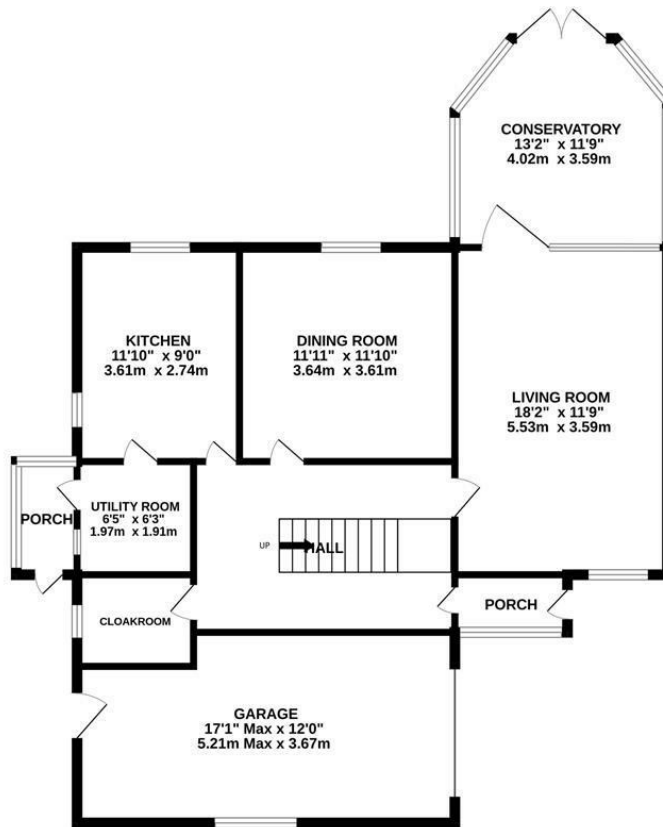 CONSERVATORY
13'2" x 11'9"
4.02m x 3.59m
KITCHEN
11'10" x 9'0"
3.61m x 2.74m
DINING ROOM
11'11" x 11'10"
3.64m x 3.61m
LIVING ROOM
18'2" x 11'9"
5.53m x 3.59m
PORCH
UTILITY ROOM
6'5" x 6'3"
1.97m x 1.91m
UP
HALL
PORCH
CLOAKROOM
GARAGE
17'1" Max x 12'0"
5.21m Max x 3.67m